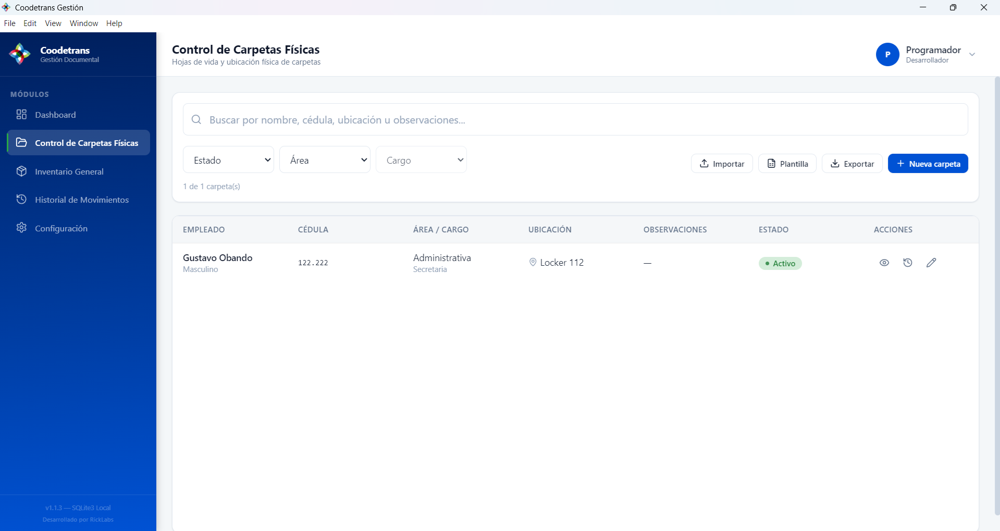 Coodetrans Gestión
File Edit View Window Help
Coodetrans
Gestión Documental
MÓDULOS
Dashboard
Control de Carpetas Físicas
Inventario General
Historial de Movimientos
Configuración
v1.1.3 — SQLite3 Local
Desarrollado por RickLabs
Control de Carpetas Físicas
Hojas de vida y ubicación física de carpetas
P
Programador
Desarrollador
Buscar por nombre, cédula, ubicación u observaciones...
Estado Área Cargo
Importar Plantilla Exportar + Nueva carpeta
1 de 1 carpeta(s)
EMPLEADO CÉDULA ÁREA / CARGO UBICACIÓN OBSERVACIONES ESTADO ACCIONES
Gustavo Obando 122.222 Administrativa Locker 112 — Activo
Masculino Secretaria